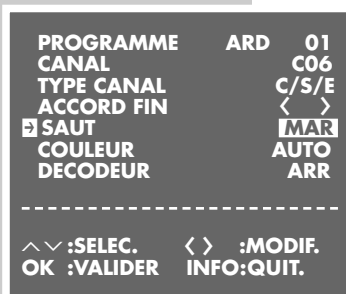 PROGRAMME ARD 01
CANAL C06
TYPE CANAL C/S/E
ACCORD FIN < >
→ SAUT MAR
COULEUR AUTO
DECODEUR ARR
:SELEC. < > :MODIF.
OK :VALIDER INFO:QUIT.